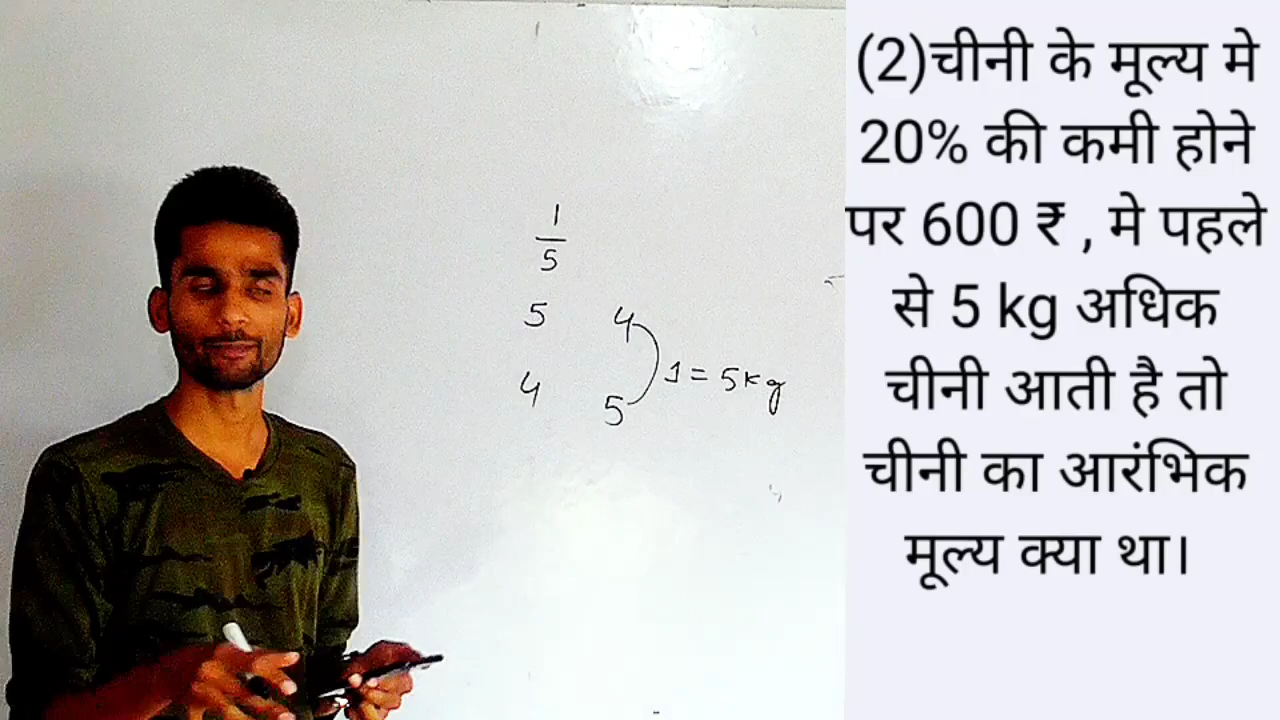 1
5
5 4
1 = 5kg
4 5
(2)चीनी के मूल्य मे
20% की कमी होने
पर 600 ₹ , मे पहले
से 5 kg अधिक
चीनी आती है तो
चीनी का आरंभिक
मूल्य क्या था।